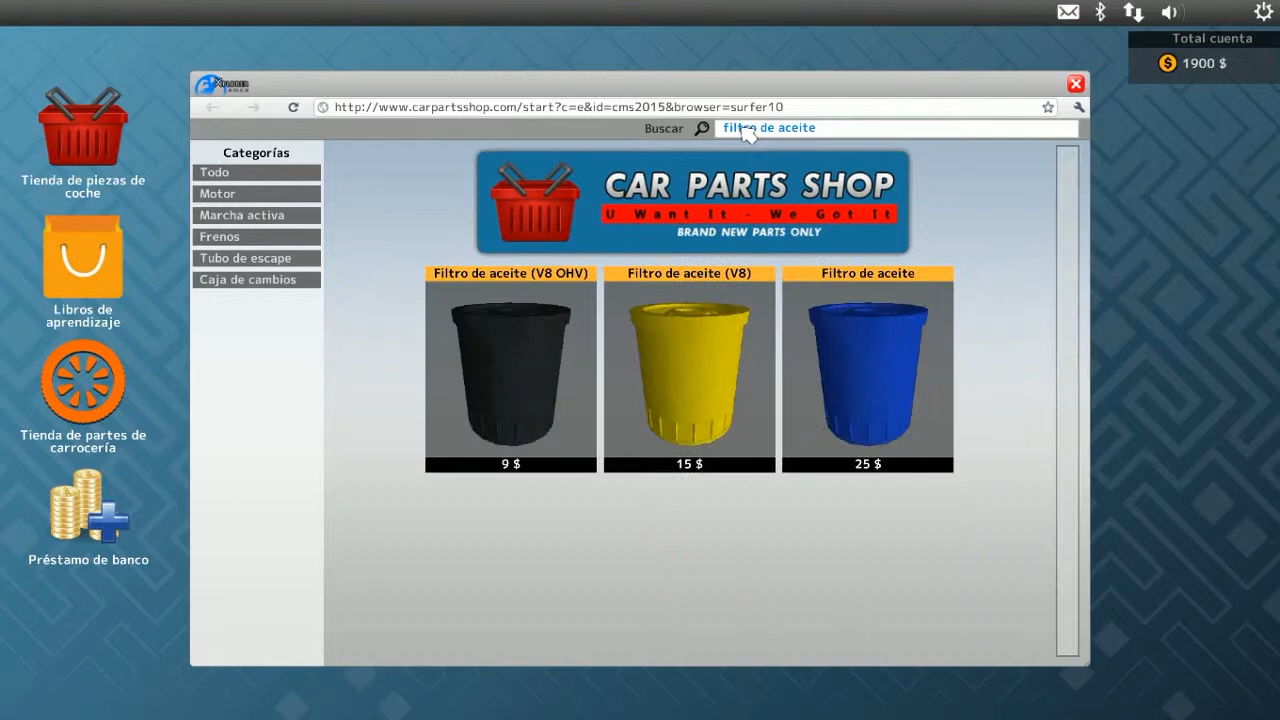 Total cuenta
1900 $
XPLORER
http://www.carpartsshop.com/start?c=e&id=cms2015&browser=surfer10
Buscar
filtro de aceite
Categorías
Todo
Motor
Marcha activa
Frenos
Tubo de escape
Caja de cambios
CAR PARTS SHOP
U Want It - We Got It
BRAND NEW PARTS ONLY
Filtro de aceite (V8 OHV)
Filtro de aceite (V8)
Filtro de aceite
9 $
15 $
25 $
Tienda de piezas de
coche
Libros de
aprendizaje
Tienda de partes de
carrocería
Préstamo de banco